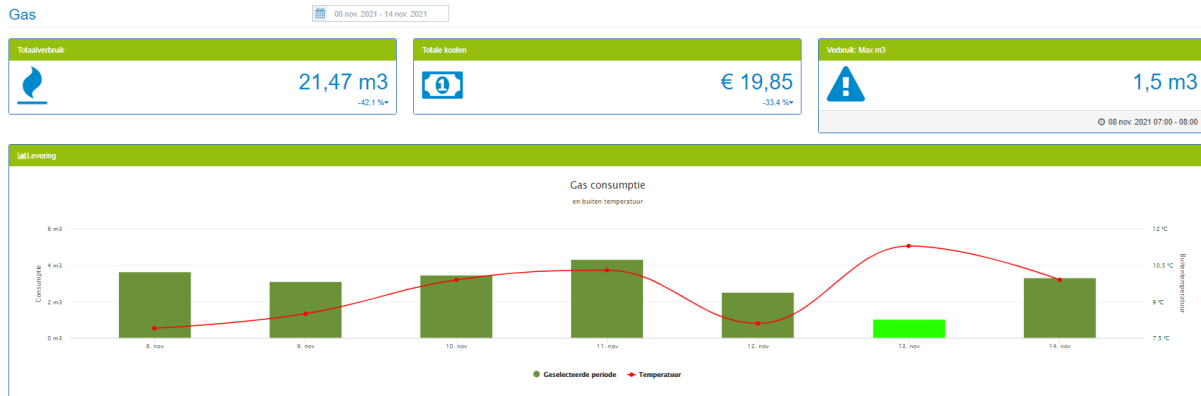 Gas
08 nov. 2021 - 14 nov. 2021
Totaalverbruik
21,47 m3
-42,1 %
Totale kosten
1
€ 19,85
-33,4 %
Verbruik: Max m3
1,5 m3
08 nov. 2021 07:00 - 08:00
Levering
Gas consumptie
en buiten temperatuur
Consumptie
6 m3
4 m3
2 m3
0 m3
12 °C
10.5 °C
9 °C
7.5 °C
Buitentemperatuur
8. nov
9. nov
10. nov
11. nov
12. nov
13. nov
14. nov
Geselecteerde periode
Temperatuur